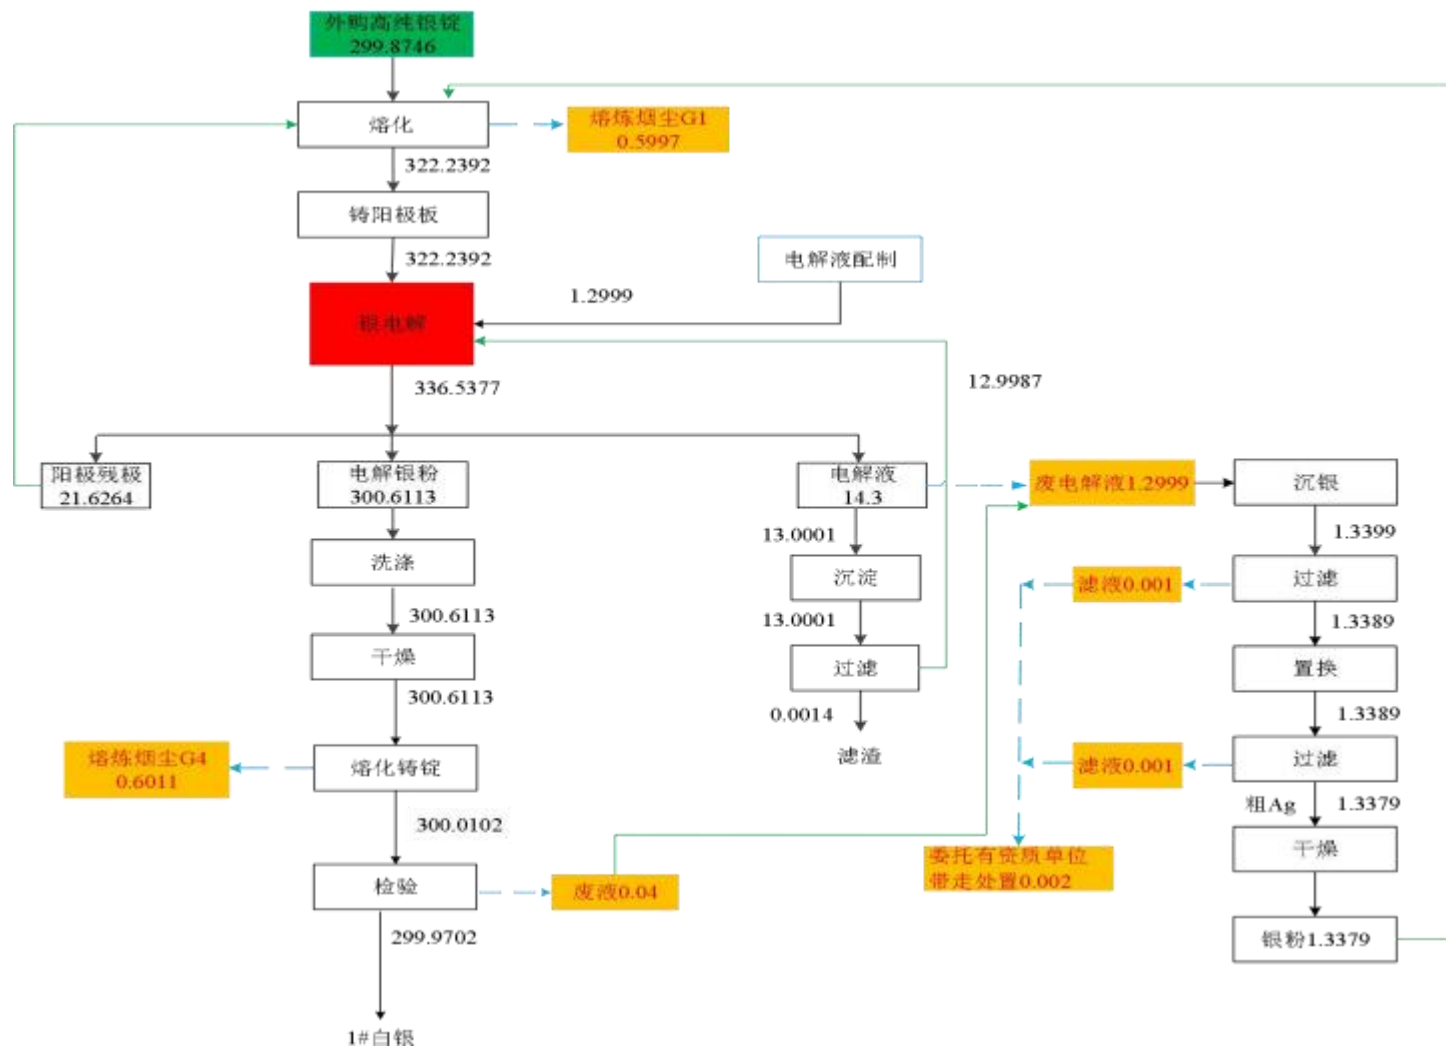 外购高纯银锭
299.8746
熔化
熔炼烟尘G1
0.5997
322.2392
铸阳极板
322.2392
电解液配制
1.2999
银电解
12.9987
336.5377
阳极残极
21.6264
电解银粉
300.6113
电解液
14.3
废电解液1.2999
沉银
13.0001
1.3399
洗涤
沉淀
滤液0.001
过滤
300.6113
13.0001
1.3389
干燥
过滤
置换
300.6113
0.0014
1.3389
滤渣
熔炼烟尘G4
0.6011
熔化铸锭
滤液0.001
过滤
粗Ag
1.3379
300.0102
委托有资质单位
带走处置0.002
干燥
检验
废液0.04
299.9702
银粉1.3379
1#白银